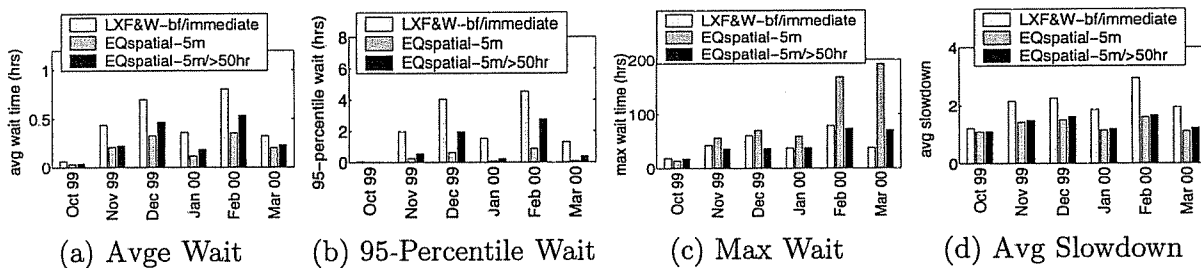 LXF&W-bf/immediate
EQspatial-5m
EQspatial-5m/>50hr
avg wait time (hrs)
1
0.5
0
Oct 99
Nov 99
Dec 99
Jan 00
Feb 00
Mar 00
(a) Avge Wait
LXF&W-bf/immediate
EQspatial-5m
EQspatial-5m/>50hr
95-percentile wait (hrs)
8
6
4
2
0
Oct 99
Nov 99
Dec 99
Jan 00
Feb 00
Mar 00
(b) 95-Percentile Wait
LXF&W-bf/immediate
EQspatial-5m
EQspatial-5m/>50hr
max wait time (hrs)
200
100
0
Oct 99
Nov 99
Dec 99
Jan 00
Feb 00
Mar 00
(c) Max Wait
LXF&W-bf/immediate
EQspatial-5m
EQspatial-5m/>50hr
avg slowdown
4
2
0
Oct 99
Nov 99
Dec 99
Jan 00
Feb 00
Mar 00
(d) Avg Slowdown